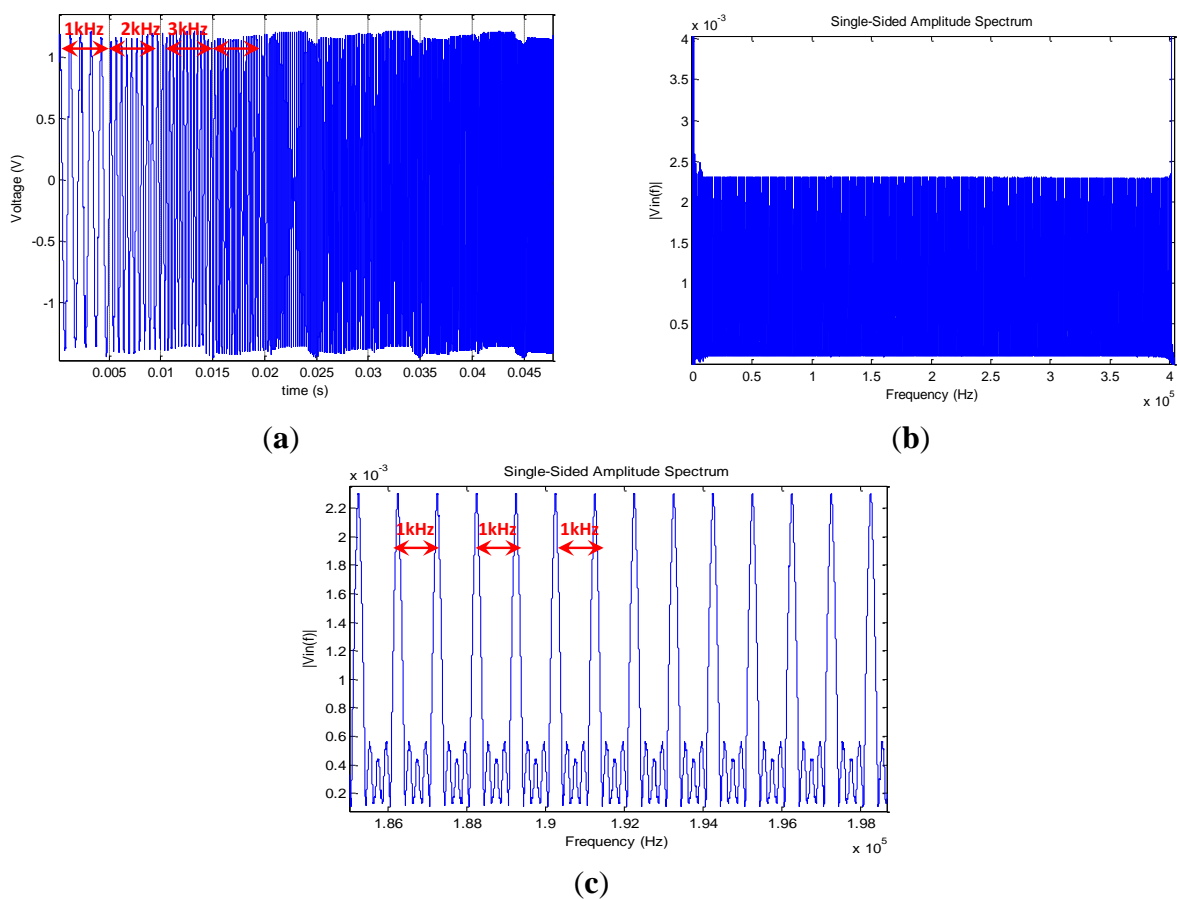 1kHz 2kHz 3kHz
1
0.5
0
-0.5
-1
Voltage (V)
0.005 0.01 0.015 0.02 0.025 0.03 0.035 0.04 0.045
time (s)
(a)
x 10-3
Single-Sided Amplitude Spectrum
4
3.5
3
2.5
2
1.5
1
0.5
|Vin(f)|
0 0.5 1 1.5 2 2.5 3 3.5 4
Frequency (Hz)
x 10 5
(b)
x 10-3
Single-Sided Amplitude Spectrum
2.2
2
1.8
1.6
1.4
1.2
1
0.8
0.6
0.4
0.2
|Vin(f)|
1kHz 1kHz 1kHz
1.86 1.88 1.9 1.92 1.94 1.96 1.98
Frequency (Hz)
x 10 5
(c)